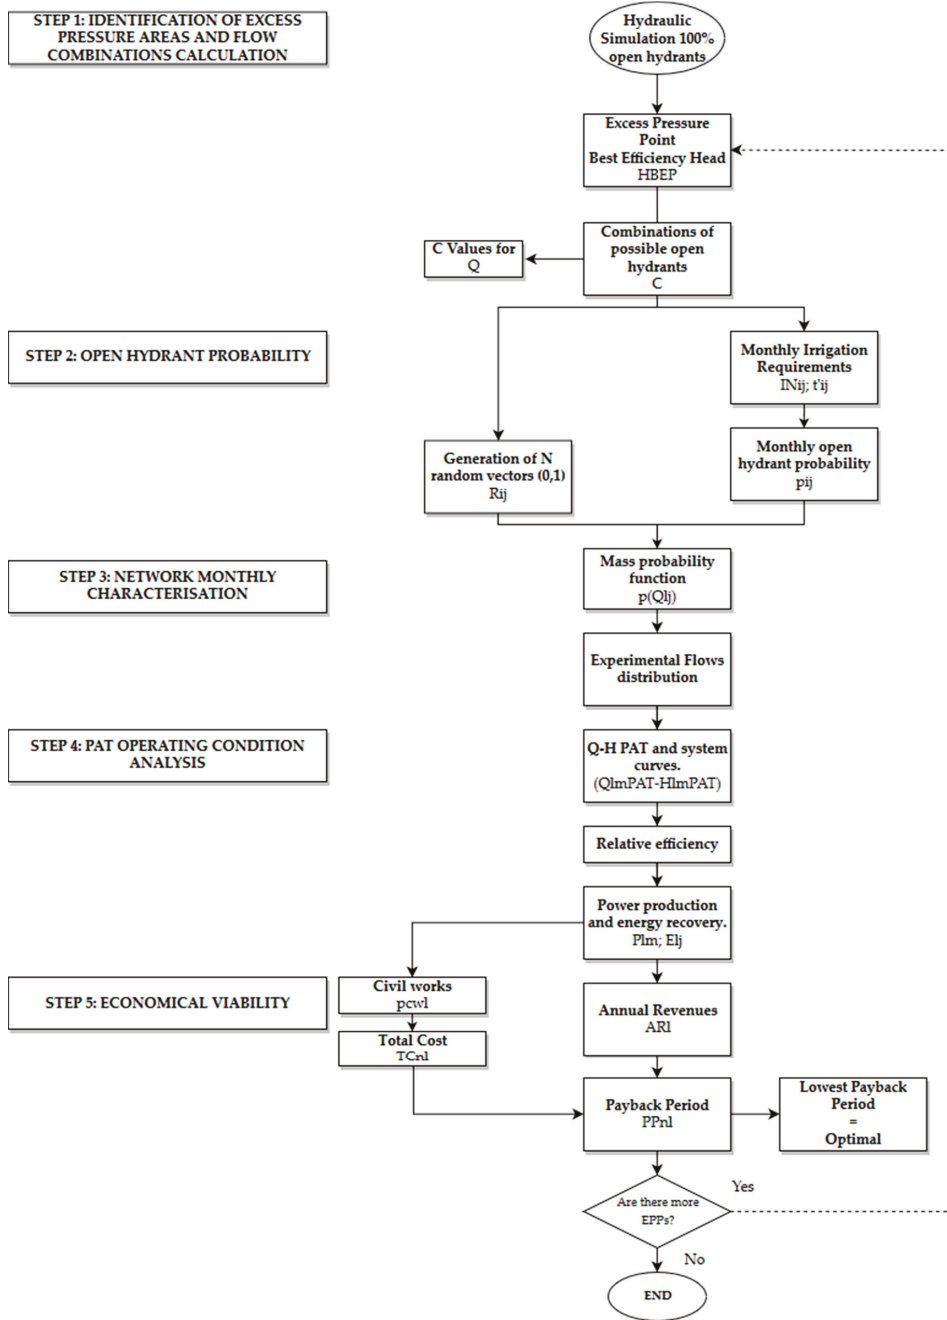 STEP 1: IDENTIFICATION OF EXCESS
PRESSURE AREAS AND FLOW
COMBINATIONS CALCULATION
Hydraulic
Simulation 100%
open hydrants
Excess Pressure
Point
Best Efficiency Head
HBEP
Combinations of
possible open
hydrants
C
C Values for
Q
STEP 2: OPEN HYDRANT PROBABILITY
Monthly Irrigation
Requirements
INij; t'ij
Generation of N
random vectors (0,1)
Rij
Monthly open
hydrant probability
pij
STEP 3: NETWORK MONTHLY
CHARACTERISATION
Mass probability
function
p(Qlj)
Experimental Flows
distribution
STEP 4: PAT OPERATING CONDITION
ANALYSIS
Q-H PAT and system
curves.
(QlmPAT-HlmPAT)
Relative efficiency
Power production
and energy recovery.
Plm; Elj
STEP 5: ECONOMICAL VIABILITY
Civil works
pcwl
Total Cost
TCnl
Annual Revenues
ARl
Payback Period
PPnl
Lowest Payback
Period
=
Optimal
Are there more
EPPs?
Yes
No
END